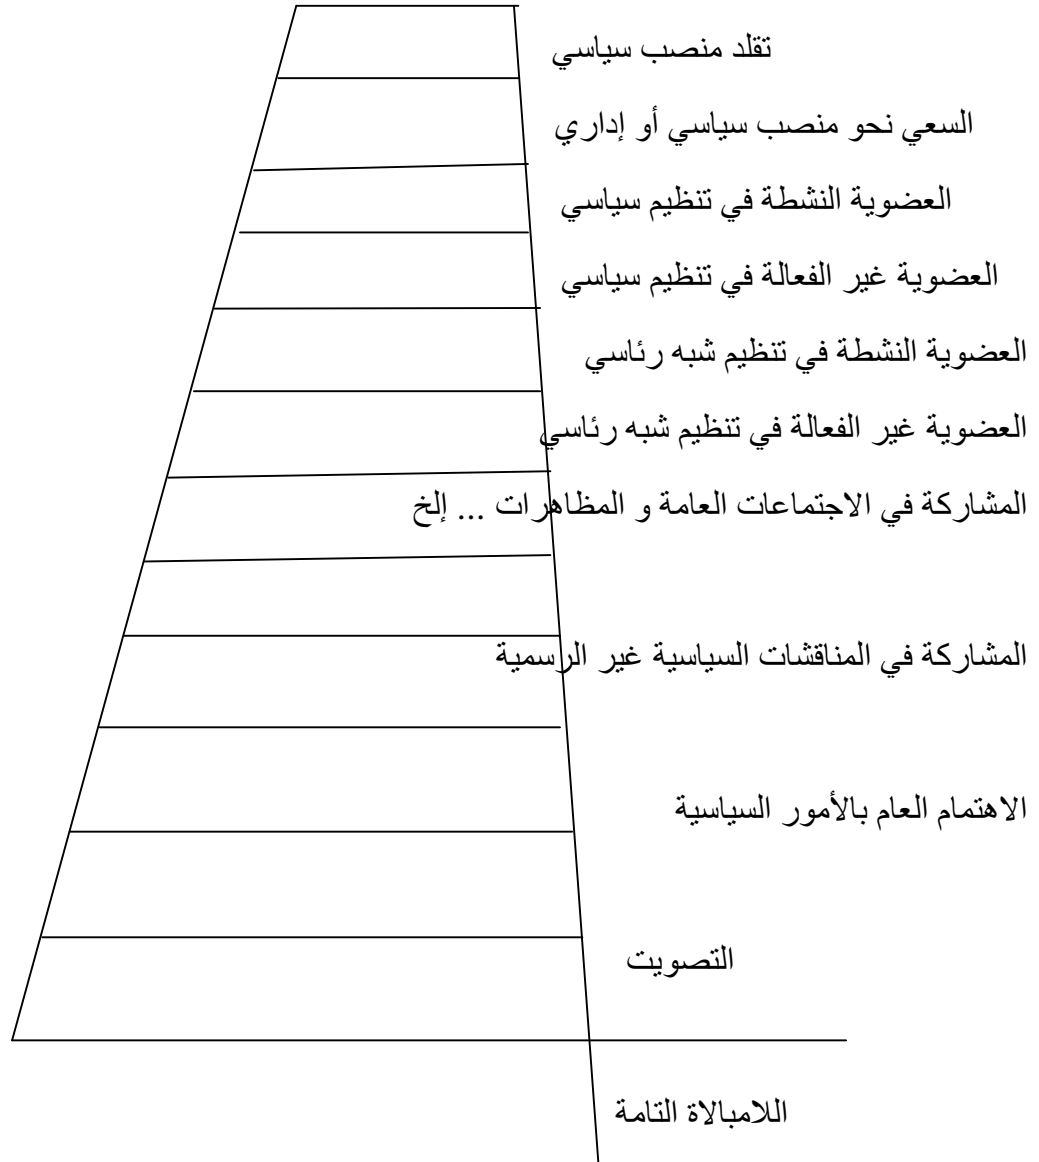 تقلد منصب سياسي
السعي نحو منصب سياسي أو إداري
العضوية النشطة في تنظيم سياسي
العضوية غير الفعالة في تنظيم سياسي
العضوية النشطة في تنظيم شبه رئاسي
العضوية غير الفعالة في تنظيم شبه رئاسي
المشاركة في الاجتماعات العامة و المظاهرات ... إلخ
المشاركة في المناقشات السياسية غير الرسمية
الاهتمام العام بالأمور السياسية
التصويت
اللامبالاة التامة